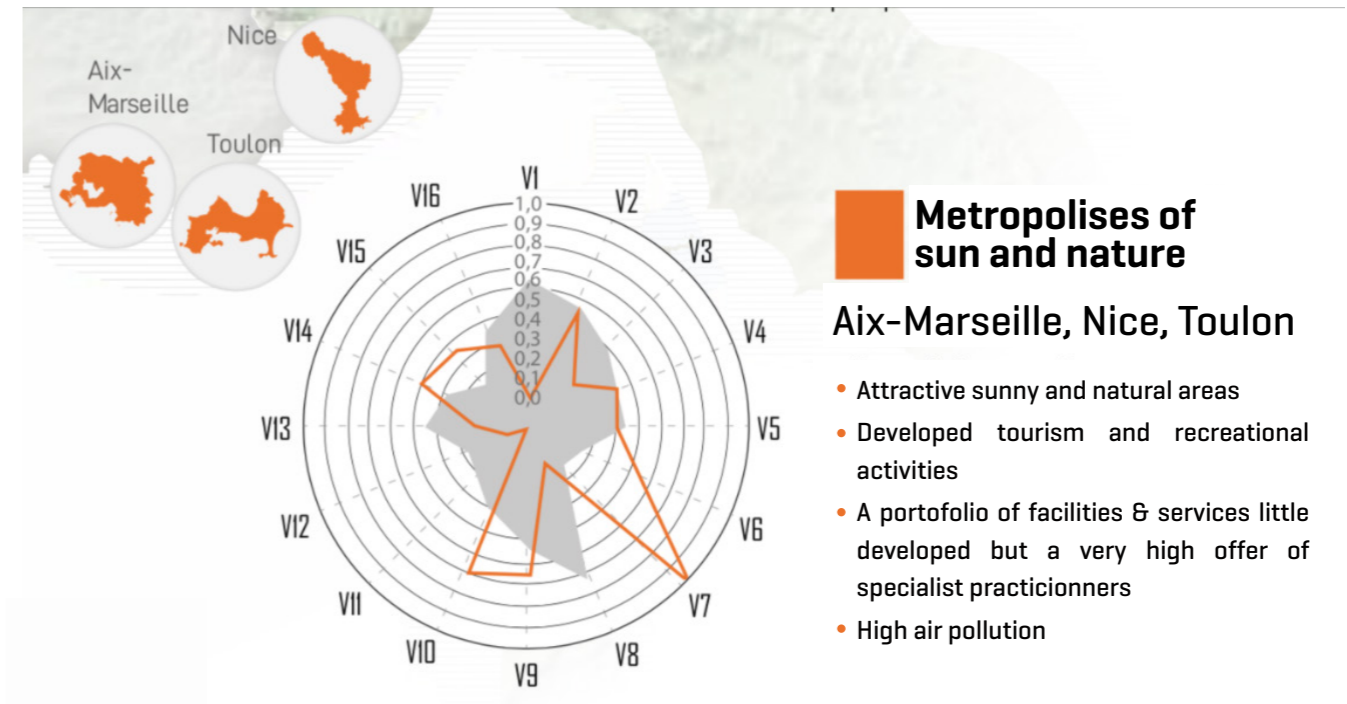 Nice
Aix-
Marseille
Toulon
V1
V2
V3
V4
V5
V6
V7
V8
V9
V10
V11
V12
V13
V14
V15
V16
1,0
0,9
0,8
0,7
0,6
0,5
0,4
0,3
0,2
0,1
0,0
Metropolises of
sun and nature
Aix-Marseille, Nice, Toulon
• Attractive sunny and natural areas
• Developed tourism and recreational
activities
• A portofolio of facilities & services little
developed but a very high offer of
specialist practicionners
• High air pollution